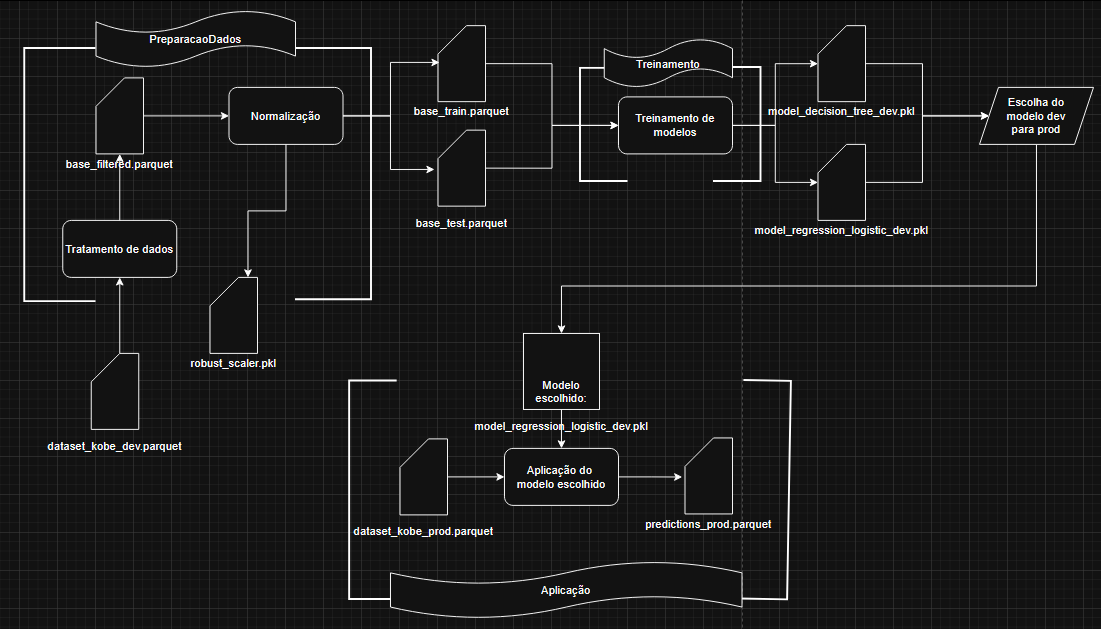 PreparacaoDados
base_filtered.parquet
Normalização
Tratamento de dados
robust_scaler.pkl
dataset_kobe_dev.parquet
base_train.parquet
base_test.parquet
Treinamento
Treinamento de
modelos
model_decision_tree_dev.pkl
model_regression_logistic_dev.pkl
Escolha do
modelo dev
para prod
Modelo
escolhido:
model_regression_logistic_dev.pkl
dataset_kobe_prod.parquet
Aplicação do
modelo escolhido
predictions_prod.parquet
Aplicação